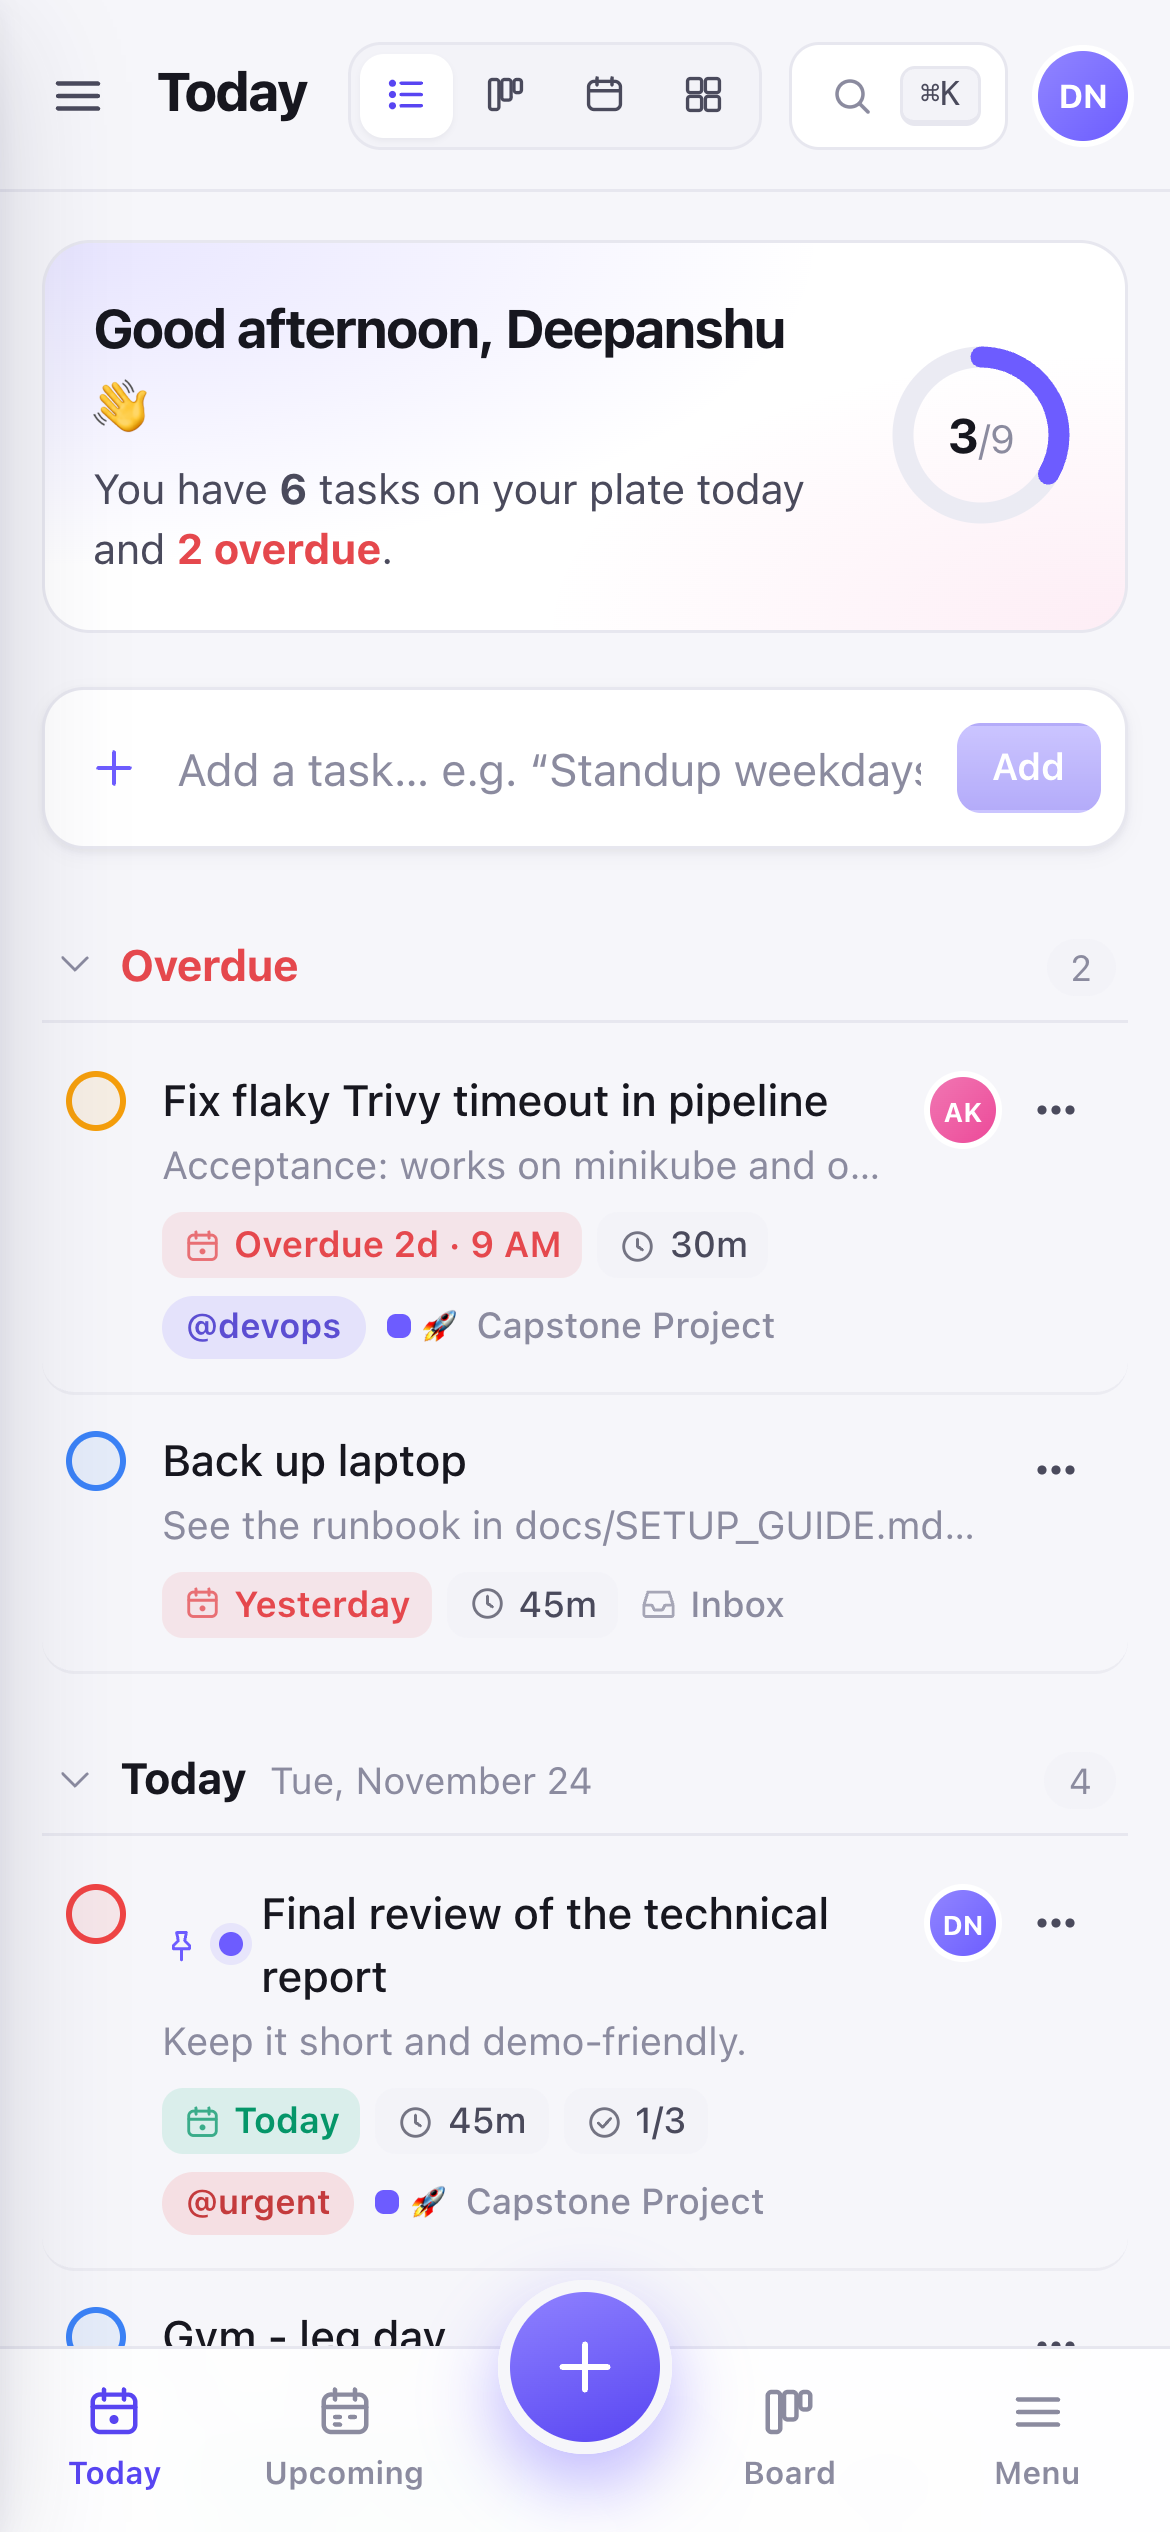 Today
⌘K
DN
Good afternoon, Deepanshu
👋
You have 6 tasks on your plate today
and 2 overdue.
3/9
Add a task... e.g. “Standup weekdays
Add
Overdue
2
Fix flaky Trivy timeout in pipeline
AK
Acceptance: works on minikube and o...
Overdue 2d · 9 AM
30m
@devops
🚀 Capstone Project
Back up laptop
See the runbook in docs/SETUP_GUIDE.md...
Yesterday
45m
Inbox
Today Tue, November 24
4
Final review of the technical
report
DN
Keep it short and demo-friendly.
Today
45m
1/3
@urgent
🚀 Capstone Project
Gym - leg day
Today
Upcoming
Board
Menu